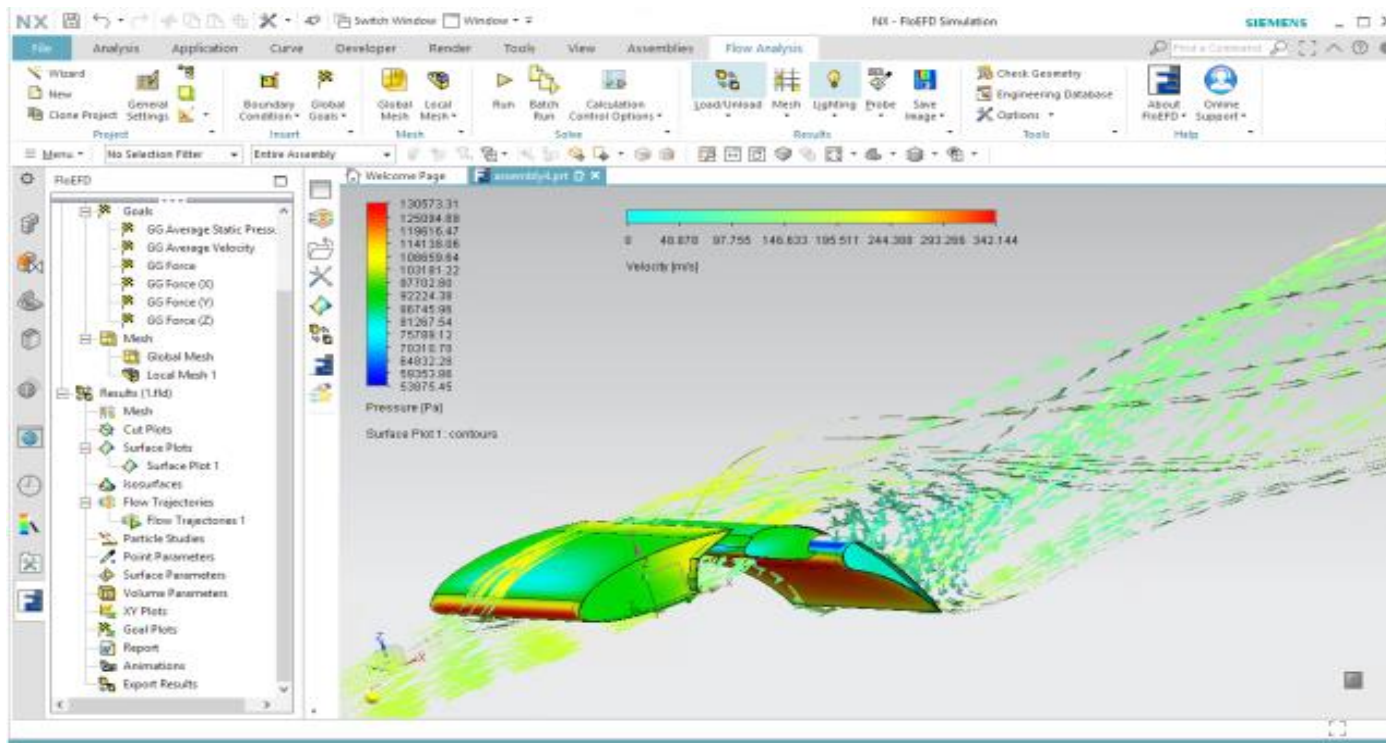 NX Switch Window Window NX - FloEFD Simulation SIEMENS
File Analysis Application Curve Developer Render Tools View Assemblies Flow Analysis Find a Command
Wizard
New
Clone Project
General Settings
Project
Boundary Condition
Global Goals
Insert
Global Mesh
Local Mesh
Mesh
Run
Batch Run
Calculation Control Options
Solve
Load/Unload
Mesh
Lighting
Probe
Save Image
Results
Check Geometry
Engineering Database
Options
Tools
About FloEFD
Online Support
Help
Menu No Selection Filter Entire Assembly
FloEFD
Welcome Page assembly4.prt
Goals
GG Average Static Press
GG Average Velocity
GG Force
GG Force (X)
GG Force (Y)
GG Force (Z)
Mesh
Global Mesh
Local Mesh 1
Results (1.fld)
Mesh
Cut Plots
Surface Plots
Surface Plot 1
Isosurfaces
Flow Trajectories
Flow Trajectories 1
Particle Studies
Point Parameters
Surface Parameters
Volume Parameters
XY Plots
Goal Plots
Report
Animations
Export Results
130573.31
125094.88
119616.47
114138.06
108659.64
103181.22
97702.80
92224.38
86745.96
81267.54
75789.12
70310.70
64832.28
59353.86
53875.45
Pressure [Pa]
Surface Plot 1: contours
0 48.878 97.755 146.633 195.511 244.388 293.266 342.144
Velocity [m/s]
Z
X